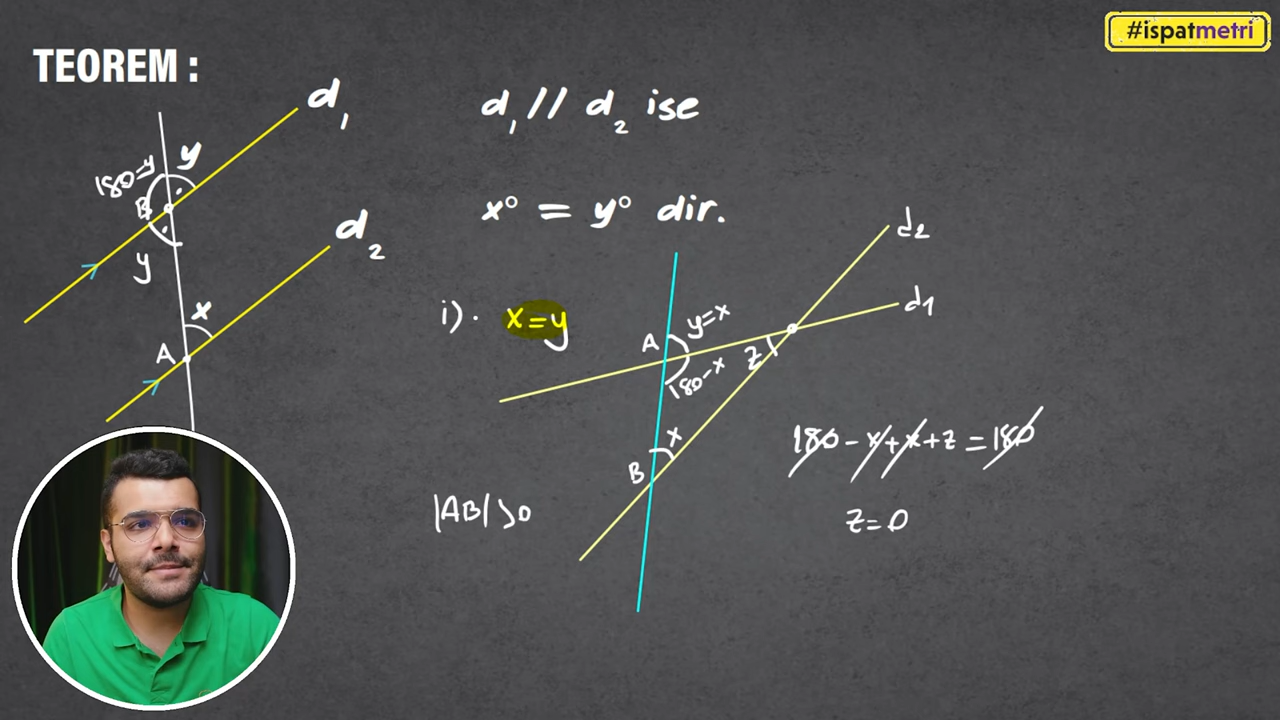 #ispatmetri
TEOREM :
d₁
d₁ // d₂ ise
180-y
y
B
y
x° = y° dir.
d₂
d₂
x
i). x=y
d₁
A
y=x
A
z
180-x
x
180-x+x+z=180
B
|AB|>0
z=0